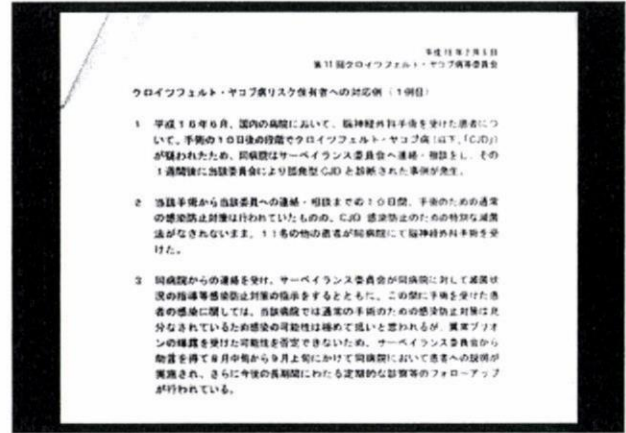 平成16年7月5日
第11回クロイツフェルト・ヤコブ病等委員会
クロイツフェルト・ヤコブ病リスク保有者への対応例(1例目)
1 平成16年6月、国内の病院において、脳神経外科手術を受けた患者につ
いて、手術の10日後の段階でクロイツフェルト・ヤコブ病(以下、「CJD」)
が疑われたため、同病院はサーベイランス委員会へ連絡・相談をし、その
1週間後に当該委員会により孤発型CJDと診断された事例が発生。
2 当該手術から当該委員への連絡・相談までの10日間、手術のための通常
の感染防止対策は行われていたものの、CJD感染防止のための特別な滅菌
法がなされないまま、11名の他の患者が同病院にて脳神経外科手術を受
けた。
3 同病院からの連絡を受け、サーベイランス委員会が同病院に対して滅菌状
況の指導等感染防止対策の指示をするとともに、この間に手術を受けた患
者の感染に関しては、当該病院では通常の手術のための感染防止対策は充
分なされているため感染の可能性は極めて低いと思われるが、異常プリオ
ンの曝露を受けた可能性を否定できないため、サーベイランス委員会から
助言を得て8月中旬から9月上旬にかけて同病院において患者への説明が
実施され、さらに今後の長期間にわたる定期的な診察等のフォローアップ
が行われている。